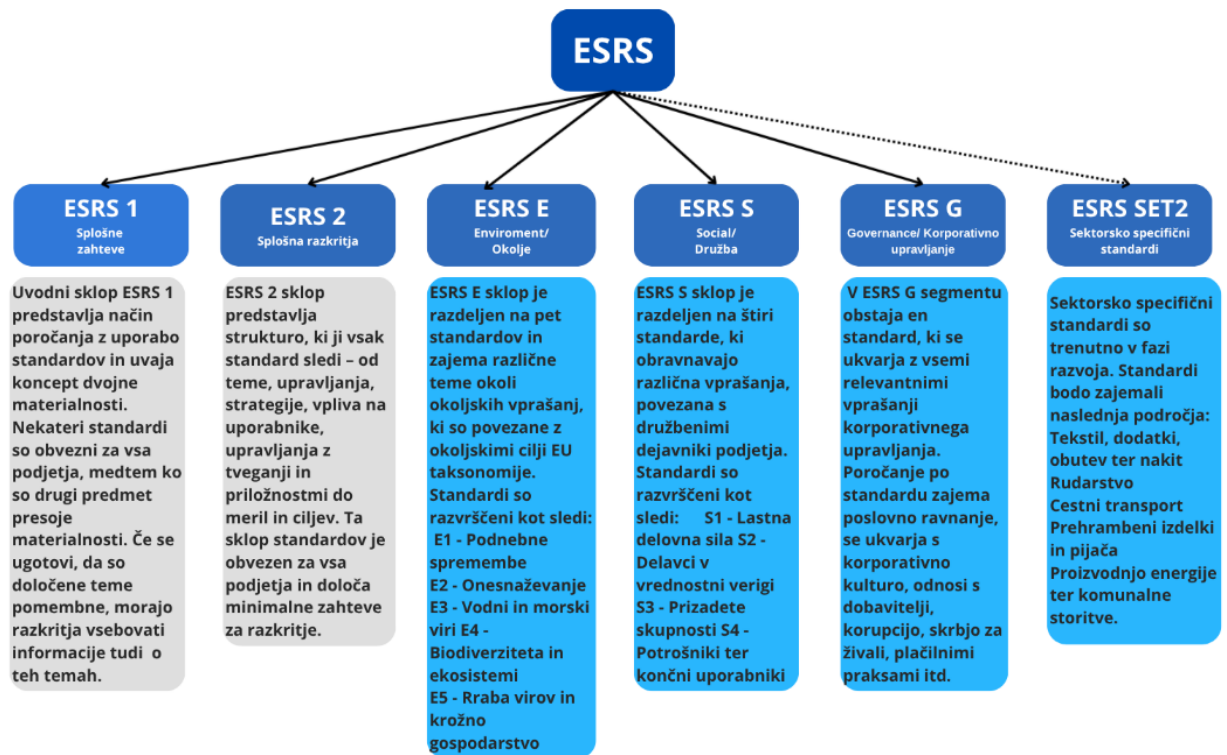 ESRS
ESRS 1
Splošne
zahteve
Uvodni sklop ESRS 1
predstavlja način
poročanja z uporabo
standardov in uvaja
koncept dvojne
materialnosti.
Nekateri standardi
so obvezni za vsa
podjetja, medtem ko
so drugi predmet
presoje
materialnosti. Če se
ugotovi, da so
določene teme
pomembne, morajo
razkritja vsebovati
informacije tudi o
teh temah.
ESRS 2
Splošna razkritja
ESRS 2 sklop
predstavlja
strukturo, ki ji vsak
standard sledi – od
teme, upravljanja,
strategije, vpliva na
uporabnike,
upravljanja z
tveganji in
priložnostmi do
meril in ciljev. Ta
sklop standardov je
obvezen za vsa
podjetja in določa
minimalne zahteve
za razkritje.
ESRS E
Enviroment/
Okolje
ESRS E sklop je
razdeljen na pet
standardov in
zajema različne
teme okoli
okoljskih vprašanj,
ki so povezane z
okoljskimi cilji EU
taksonomije.
Standardi so
razvrščeni kot sledi:
E1 - Podnebne
spremembe
E2 - Onesnaževanje
E3 - Vodni in morski
viri E4 -
Biodiverziteta in
ekosistemi
E5 - Rraba virov in
krožno
gospodarstvo
ESRS S
Social/
Družba
ESRS S sklop je
razdeljen na štiri
standarde, ki
obravnavajo
različna vprašanja,
povezana s
družbenimi
dejavniki podjetja.
Standardi so
razvrščeni kot
sledi: S1 - Lastna
delovna sila S2 -
Delavci v
vrednostni verigi
S3 - Prizadete
skupnosti S4 -
Potrošniki ter
končni uporabniki
ESRS G
Governance/ Korporativno
upravljanje
V ESRS G segmentu
obstaja en
standard, ki se
ukvarja z vsemi
relevantnimi
vprašanji
korporativnega
upravljanja.
Poročanje po
standardu zajema
poslovno ravnanje,
se ukvarja s
korporativno
kulturo, odnosi s
dobavitelji,
korupcijo, skrbjo za
živali, plačilnimi
praksami itd.
ESRS SET2
Sektorsko specifični
standardi
Sektorsko specifični
standardi so
trenutno v fazi
razvoja. Standardi
bodo zajemali
naslednja področja:
Tekstil, dodatki,
obutev ter nakit
Rudarstvo
Cestni transport
Prehrambeni izdelki
in pijača
Proizvodnjo energije
ter komunalne
storitve.